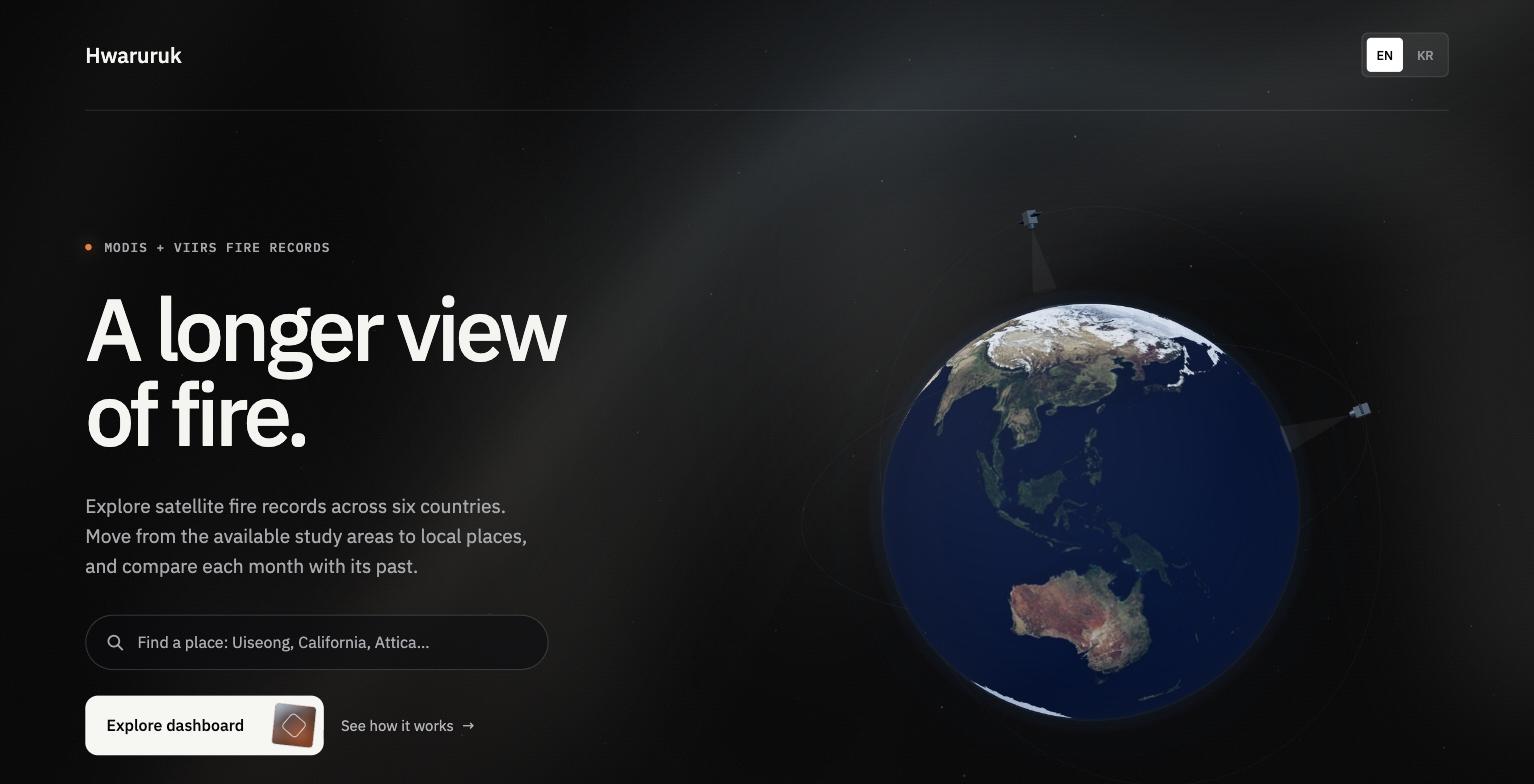 Hwaruruk
EN
KR
MODIS + VIIRS FIRE RECORDS
A longer view
of fire.
Explore satellite fire records across six countries.
Move from the available study areas to local places,
and compare each month with its past.
Find a place: Uiseong, California, Attica...
Explore dashboard
See how it works →